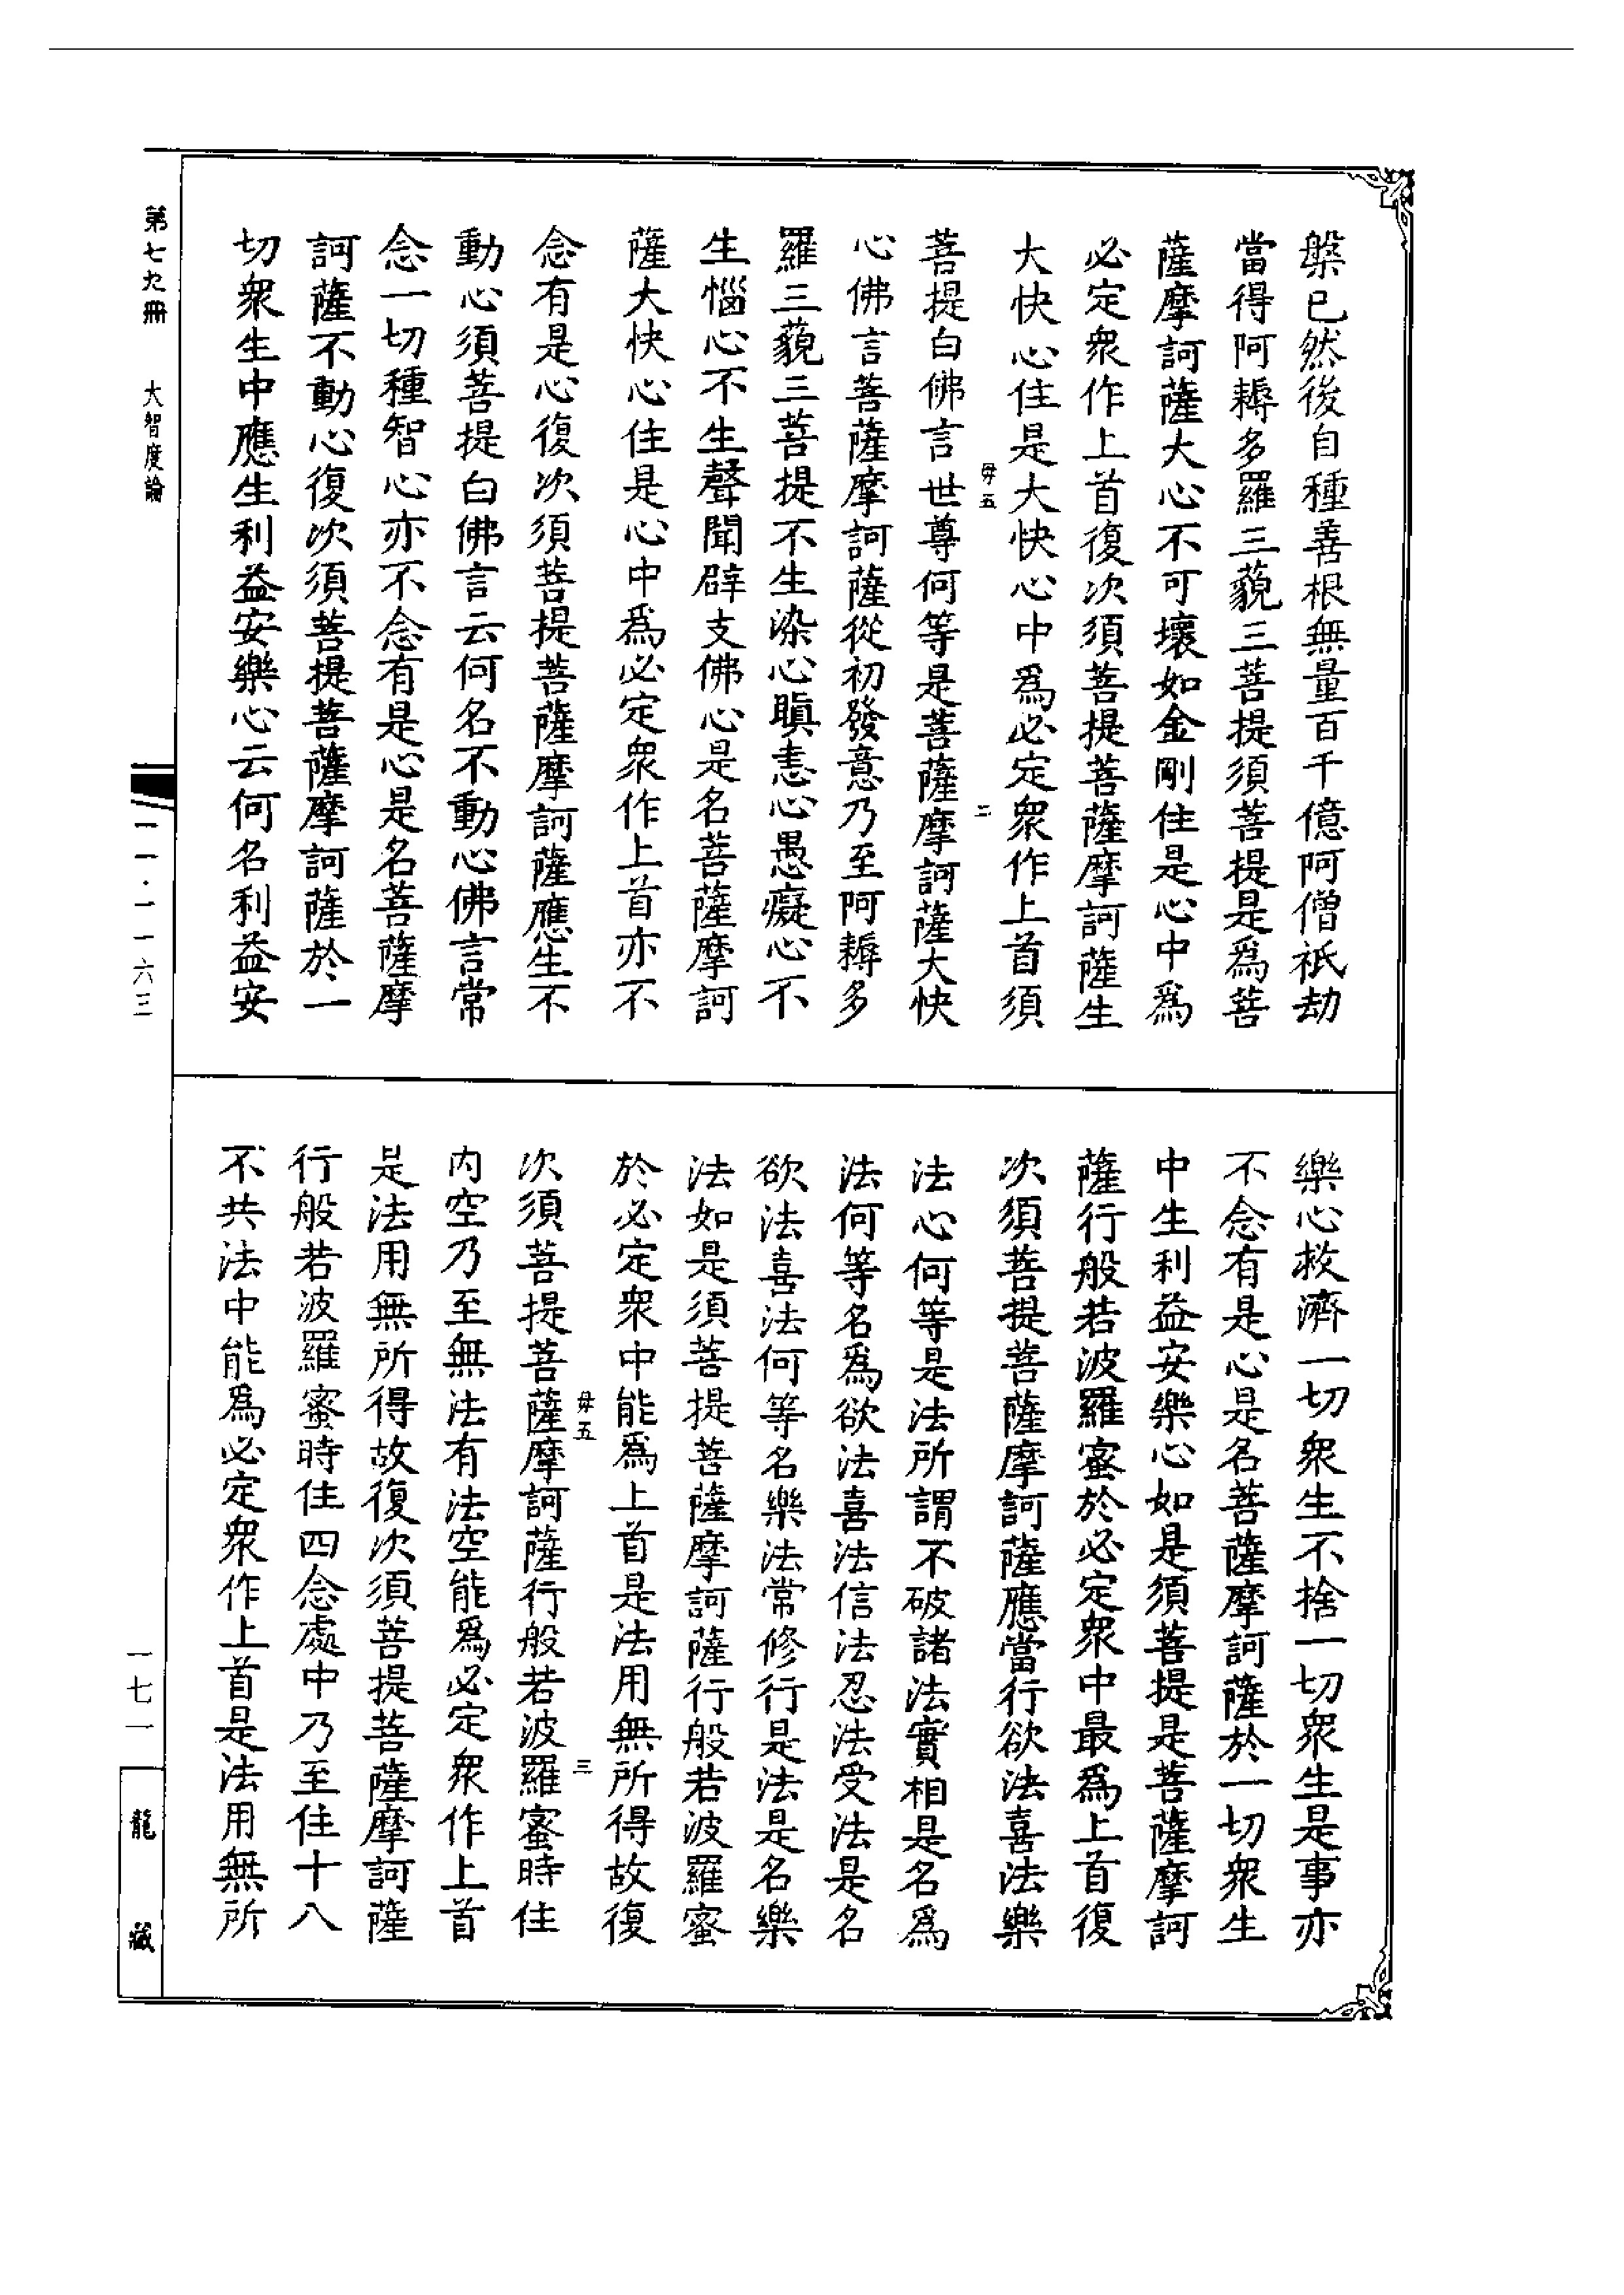 槃已然後自種善根無量百千億阿僧祇劫
當得阿耨多羅三藐三菩提須菩提是爲菩
薩摩訶薩大心不可壞如金剛住是心中爲
必定衆作上首復次須菩提菩薩摩訶薩生
大快心住是大快心中爲必定衆作上首須
毋五
二
菩提白佛言世尊何等是菩薩摩訶薩大快
心佛言菩薩摩訶薩從初發意乃至阿耨多
羅三藐三菩提不生染心瞋恚心愚癡心不
生惱心不生聲聞辟支佛心是名菩薩摩訶
薩大快心住是心中爲必定衆作上首亦不
念有是心復次須菩提菩薩摩訶薩應生不
動心須菩提白佛言云何名不動心佛言常
念一切種智心亦不念有是心是名菩薩摩
訶薩不動心復次須菩提菩薩摩訶薩於一
切衆生中應生利益安樂心云何名利益安
樂心救濟一切衆生不捨一切衆生是事亦
不念有是心是名菩薩摩訶薩於一切衆生
中生利益安樂心如是須菩提是菩薩摩訶
薩行般若波羅蜜於必定衆中最爲上首復
次須菩提菩薩摩訶薩應當行欲法喜法樂
法心何等是法所謂不破諸法實相是名爲
法何等名爲欲法喜法信法忍法受法是名
欲法喜法何等名樂法常修行是法是名樂
法如是須菩提菩薩摩訶薩行般若波羅蜜
於必定衆中能爲上首是法用無所得故復
毋五
三
次須菩提菩薩摩訶薩行般若波羅蜜時住
內空乃至無法有法空能爲必定衆作上首
是法用無所得故復次須菩提菩薩摩訶薩
行般若波羅蜜時住四念處中乃至住十八
不共法中能爲必定衆作上首是法用無所
第七九冊　大智度論
一一·一一六三
一七一
龍藏